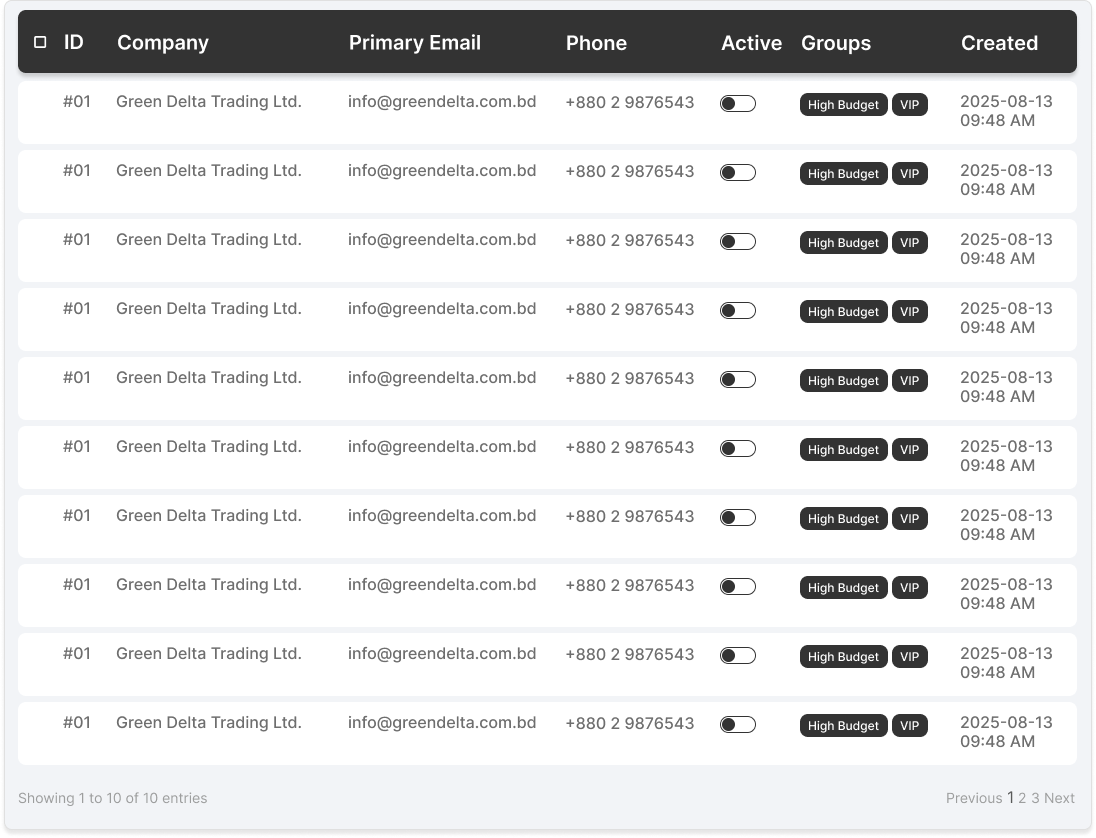 ID Company Primary Email Phone Active Groups Created
#01 Green Delta Trading Ltd. info@greendelta.com.bd +880 2 9876543 High Budget VIP 2025-08-13
09:48 AM
#01 Green Delta Trading Ltd. info@greendelta.com.bd +880 2 9876543 High Budget VIP 2025-08-13
09:48 AM
#01 Green Delta Trading Ltd. info@greendelta.com.bd +880 2 9876543 High Budget VIP 2025-08-13
09:48 AM
#01 Green Delta Trading Ltd. info@greendelta.com.bd +880 2 9876543 High Budget VIP 2025-08-13
09:48 AM
#01 Green Delta Trading Ltd. info@greendelta.com.bd +880 2 9876543 High Budget VIP 2025-08-13
09:48 AM
#01 Green Delta Trading Ltd. info@greendelta.com.bd +880 2 9876543 High Budget VIP 2025-08-13
09:48 AM
#01 Green Delta Trading Ltd. info@greendelta.com.bd +880 2 9876543 High Budget VIP 2025-08-13
09:48 AM
#01 Green Delta Trading Ltd. info@greendelta.com.bd +880 2 9876543 High Budget VIP 2025-08-13
09:48 AM
#01 Green Delta Trading Ltd. info@greendelta.com.bd +880 2 9876543 High Budget VIP 2025-08-13
09:48 AM
#01 Green Delta Trading Ltd. info@greendelta.com.bd +880 2 9876543 High Budget VIP 2025-08-13
09:48 AM
Showing 1 to 10 of 10 entries Previous 1 2 3 Next